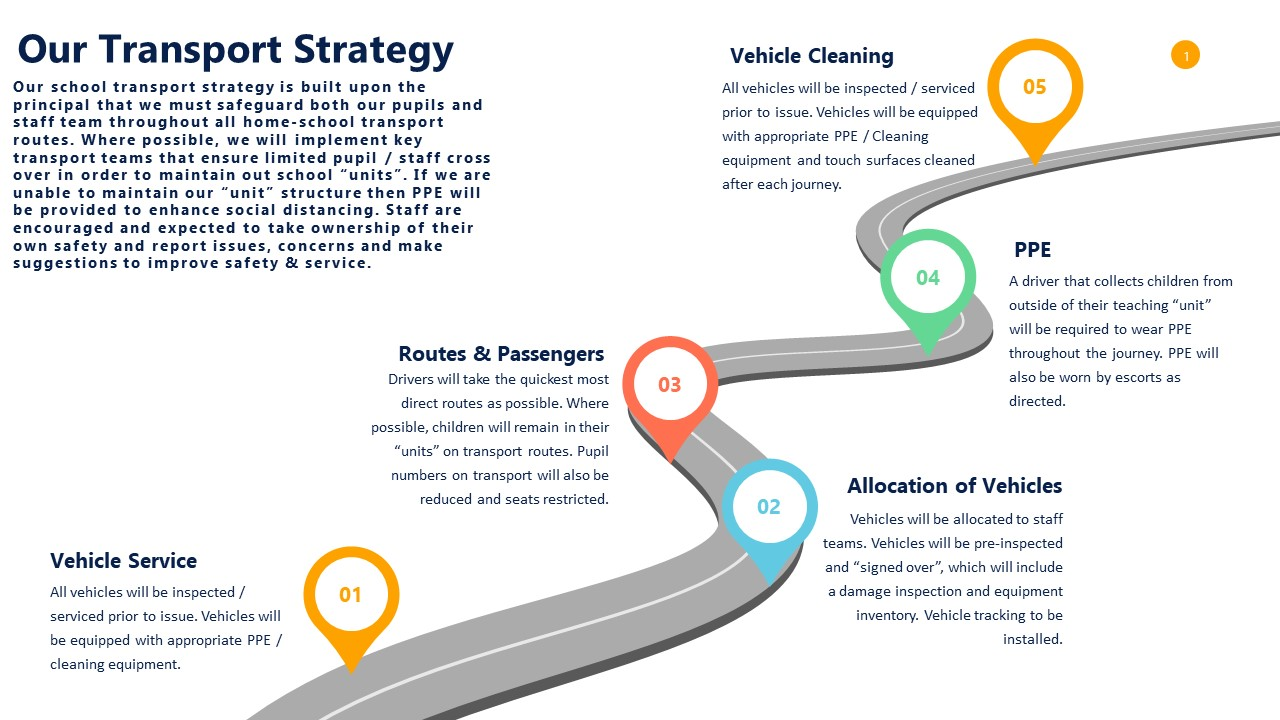 Our Transport Strategy
Our school transport strategy is built upon the
principal that we must safeguard both our pupils and
staff team throughout all home-school transport
routes. Where possible, we will implement key
transport teams that ensure limited pupil / staff cross
over in order to maintain out school “units”. If we are
unable to maintain our “unit” structure then PPE will
be provided to enhance social distancing. Staff are
encouraged and expected to take ownership of their
own safety and report issues, concerns and make
suggestions to improve safety & service.
Vehicle Cleaning
All vehicles will be inspected / serviced
prior to issue. Vehicles will be equipped
with appropriate PPE / Cleaning
equipment and touch surfaces cleaned
after each journey.
05
1
04
PPE
A driver that collects children from
outside of their teaching “unit”
will be required to wear PPE
throughout the journey. PPE will
also be worn by escorts as
directed.
Routes & Passengers
Drivers will take the quickest most
direct routes as possible. Where
possible, children will remain in their
“units” on transport routes. Pupil
numbers on transport will also be
reduced and seats restricted.
03
02
Allocation of Vehicles
Vehicles will be allocated to staff
teams. Vehicles will be pre-inspected
and “signed over”, which will include
a damage inspection and equipment
inventory. Vehicle tracking to be
installed.
Vehicle Service
All vehicles will be inspected /
serviced prior to issue. Vehicles will
be equipped with appropriate PPE /
cleaning equipment.
01